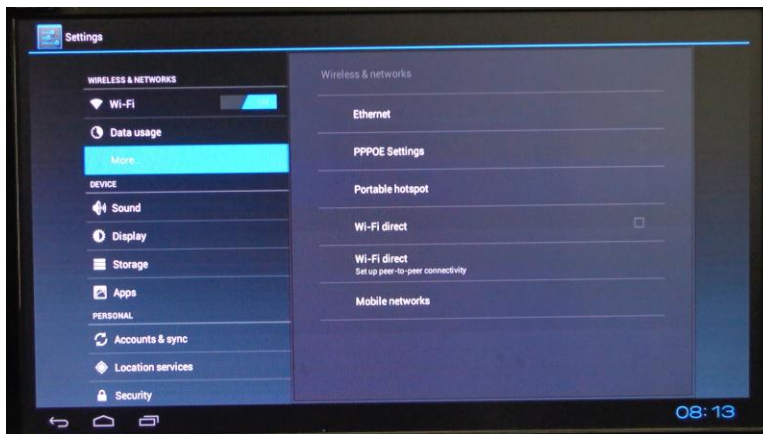 Settings
WIRELESS & NETWORKS
Wi-Fi
ON
Data usage
More...
DEVICE
Sound
Display
Storage
Apps
PERSONAL
Accounts & sync
Location services
Security
Wireless & networks
Ethernet
PPPOE Settings
Portable hotspot
Wi-Fi direct
Wi-Fi direct
Set up peer-to-peer connectivity
Mobile networks
08:13